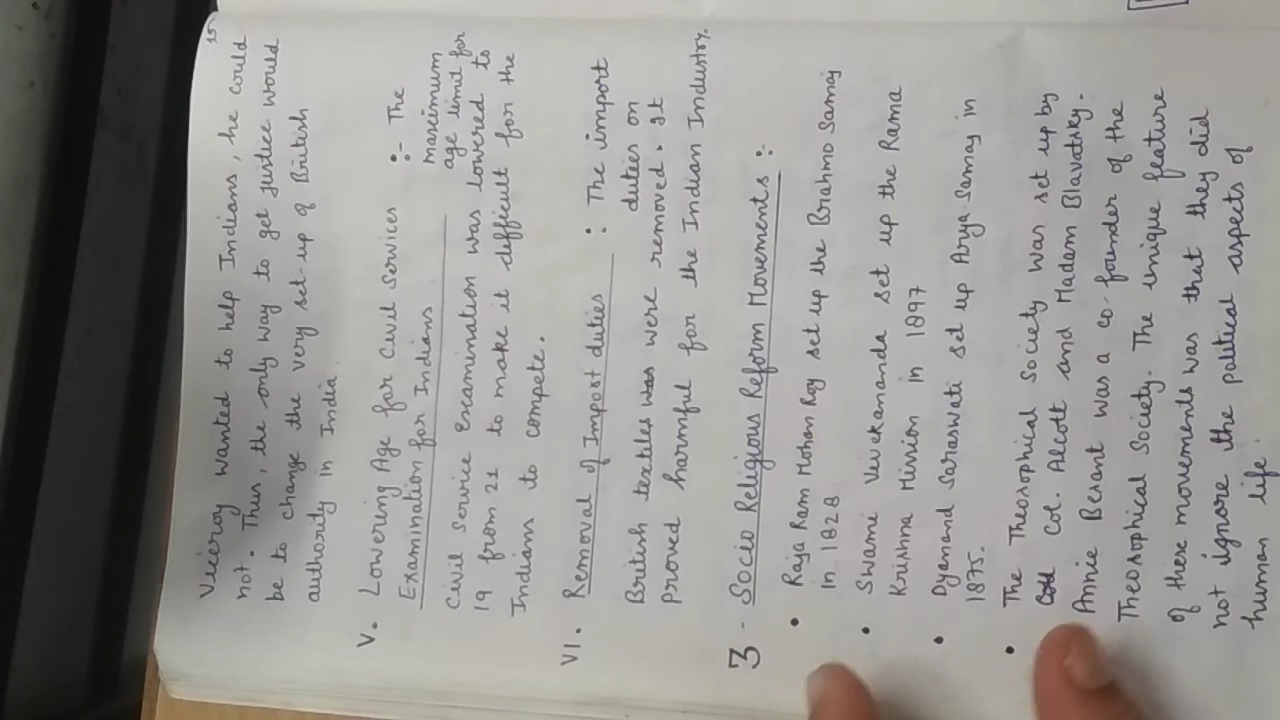 15
Viceroy wanted to help Indians, he could
not. Thus, the only way to get justice would
be to change the very set-up of British
authority in India.
V. Lowering Age for Civil Services
Examination for Indians :- The
maximum
age limit for
Civil Service Examination was lowered to
19 from 21 to make it difficult for the
Indians to compete.
VI. Removal of Import duties : The import
duties on
British textiles were removed. It
proved harmful for the Indian Industry.
3 - Socio Religious Reform Movements :-
• Raja Ram Mohan Roy set up the Brahmo Samaj
in 1828
• Swami Vevekananda set up the Rama
Krishna Mission in 1897
• Dyanand Saraswati set up Arya Samaj in
1875.
• The Theosophical Society was set up by
Col. Alcott and Madam Blavatsky.
Annie Besant was a co-founder of the
Theosophical Society. The unique feature
of these movements was that they did
not ignore the political aspects of
human life.